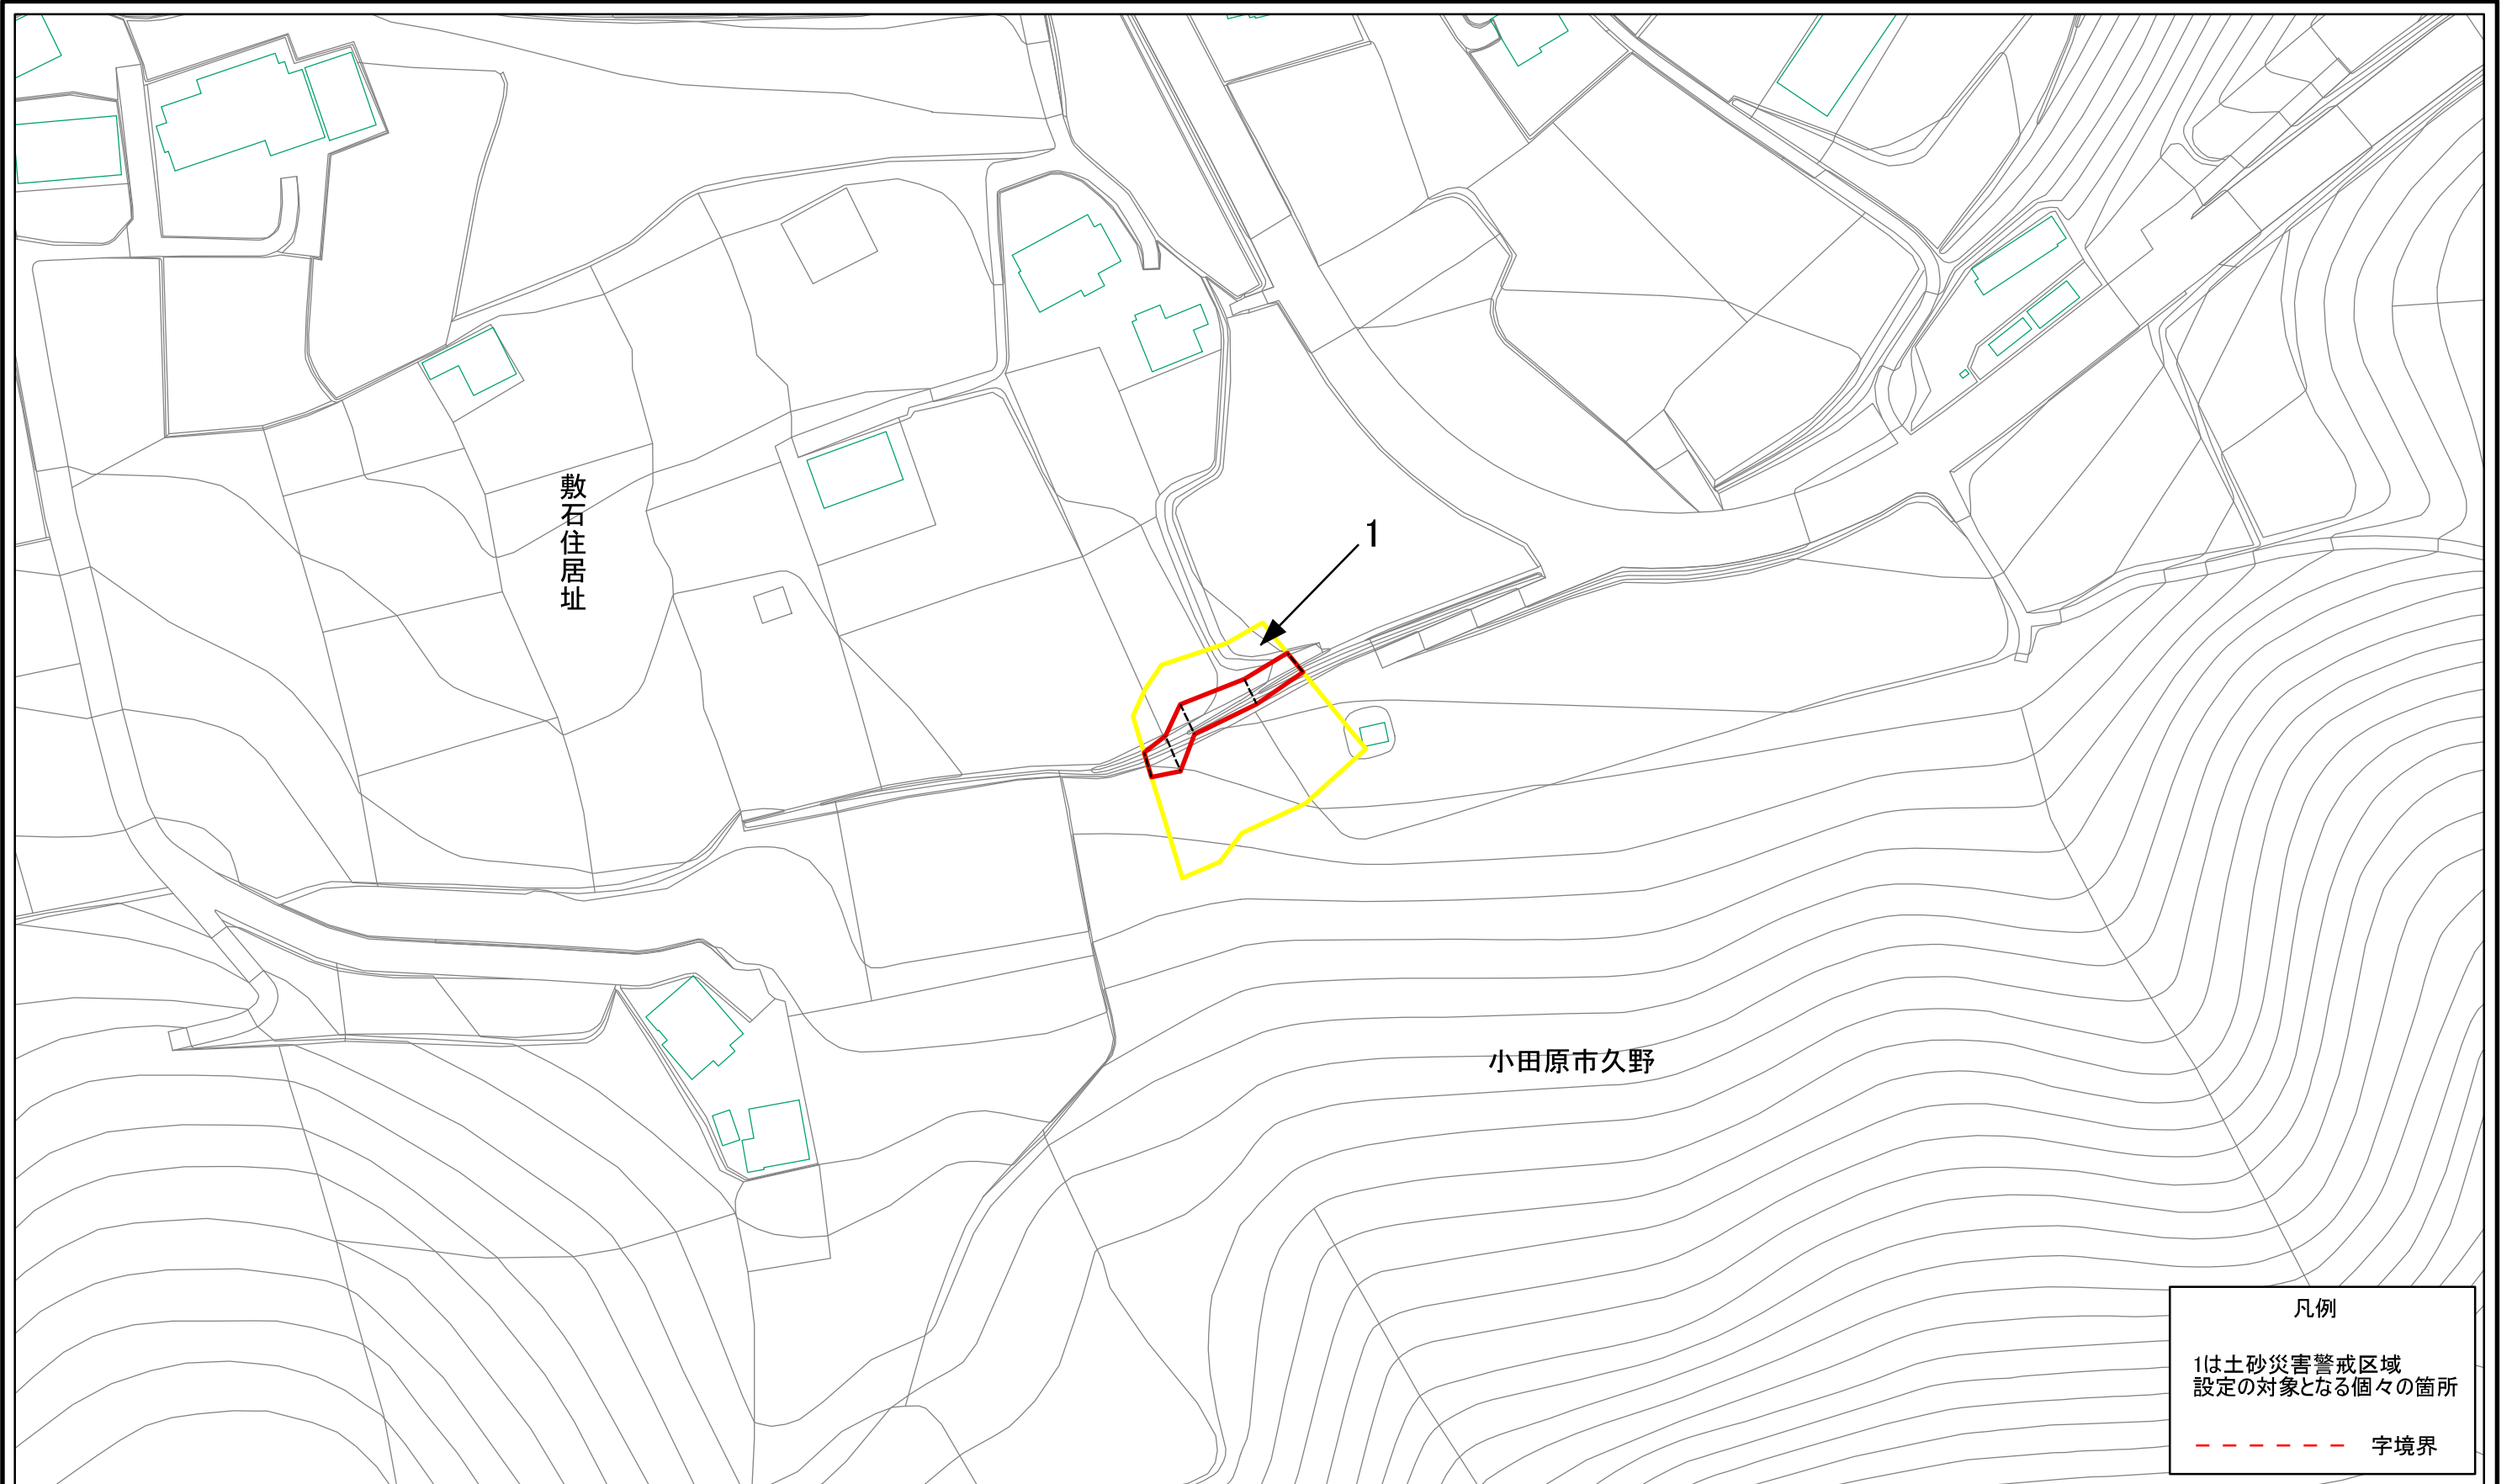 敷石住居址
1
小田原市久野
凡例
1は土砂災害警戒区域
設定の対象となる個々の箇所
字境界